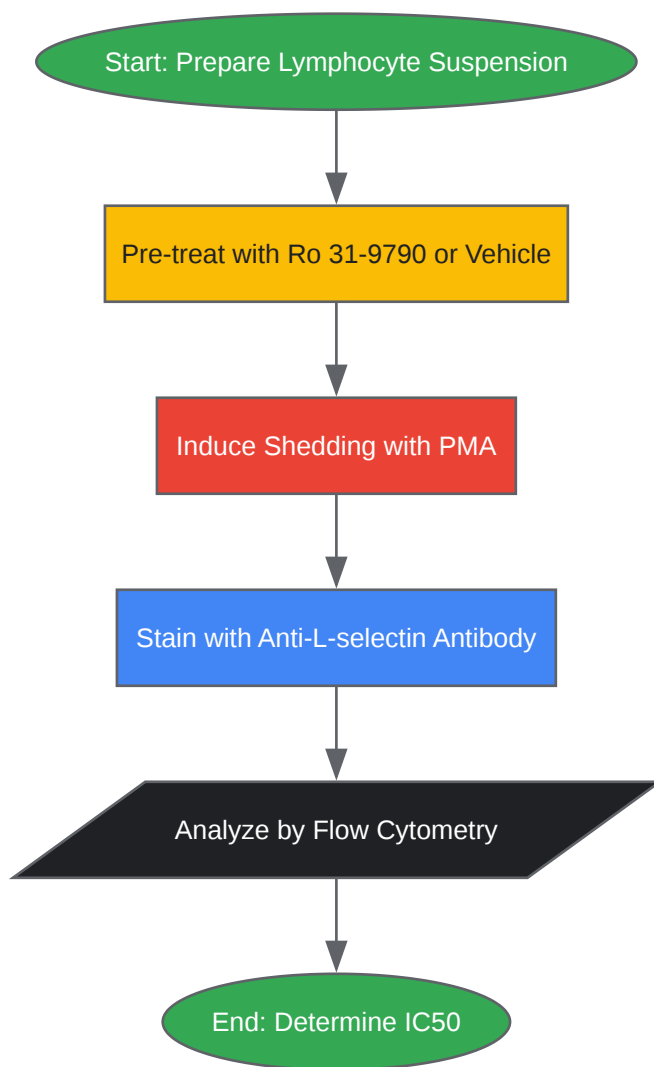 Start: Prepare Lymphocyte Suspension
Pre-treat with Ro 31-9790 or Vehicle
Induce Shedding with PMA
Stain with Anti-L-selectin Antibody
Analyze by Flow Cytometry
End: Determine IC50